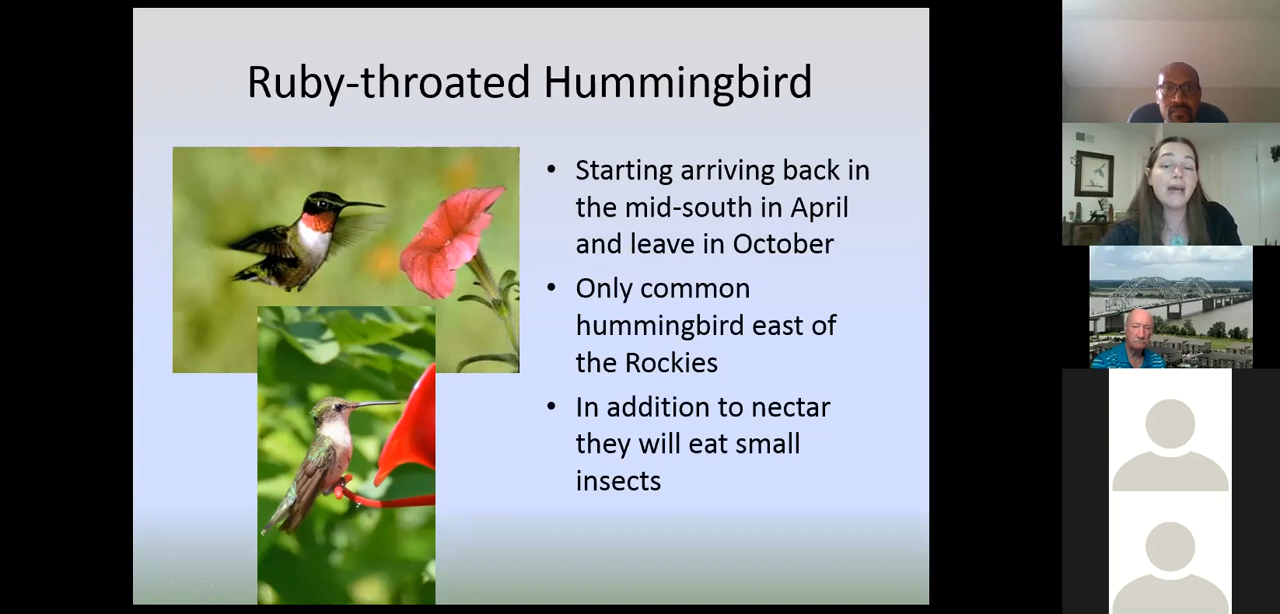 Ruby-throated Hummingbird
• Starting arriving back in
the mid-south in April
and leave in October
• Only common
hummingbird east of
the Rockies
• In addition to nectar
they will eat small
insects